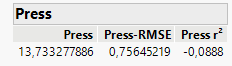 Press
Press Press-RMSE Press r²
13,733277886 0,75645219 -0,0888